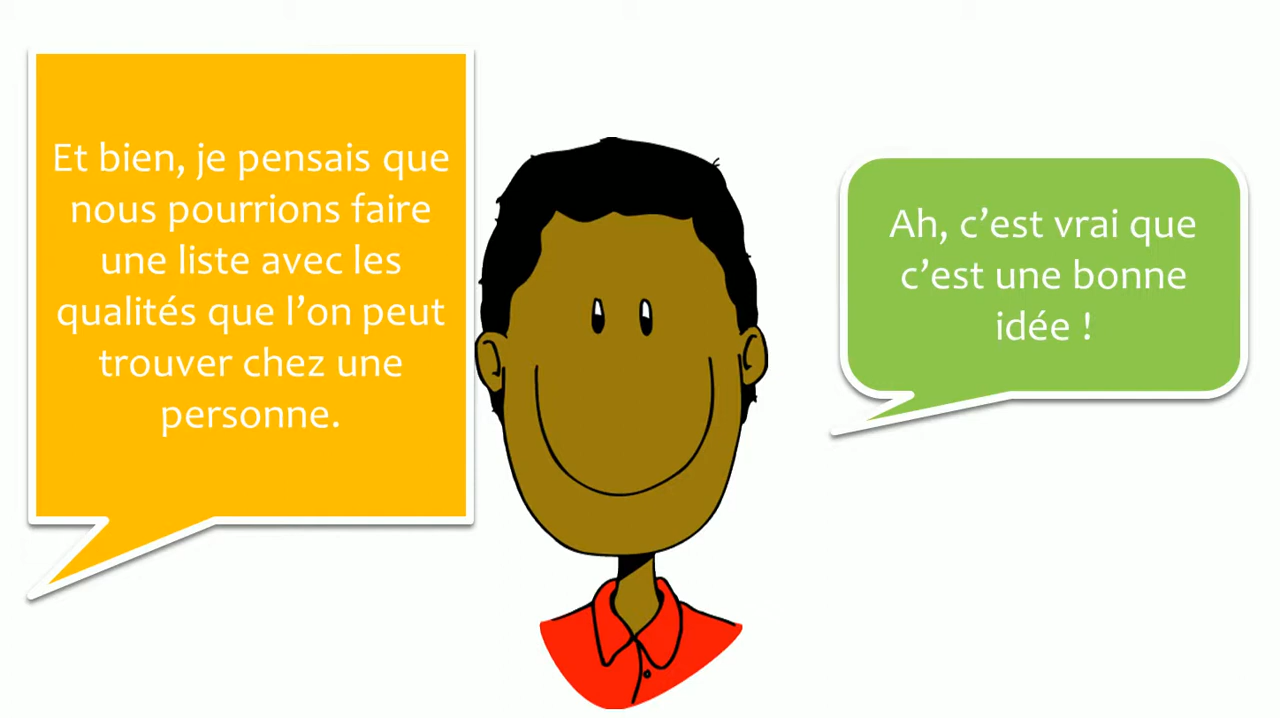 Et bien, je pensais que
nous pourrions faire
une liste avec les
qualités que l’on peut
trouver chez une
personne.
Ah, c’est vrai que
c’est une bonne
idée !